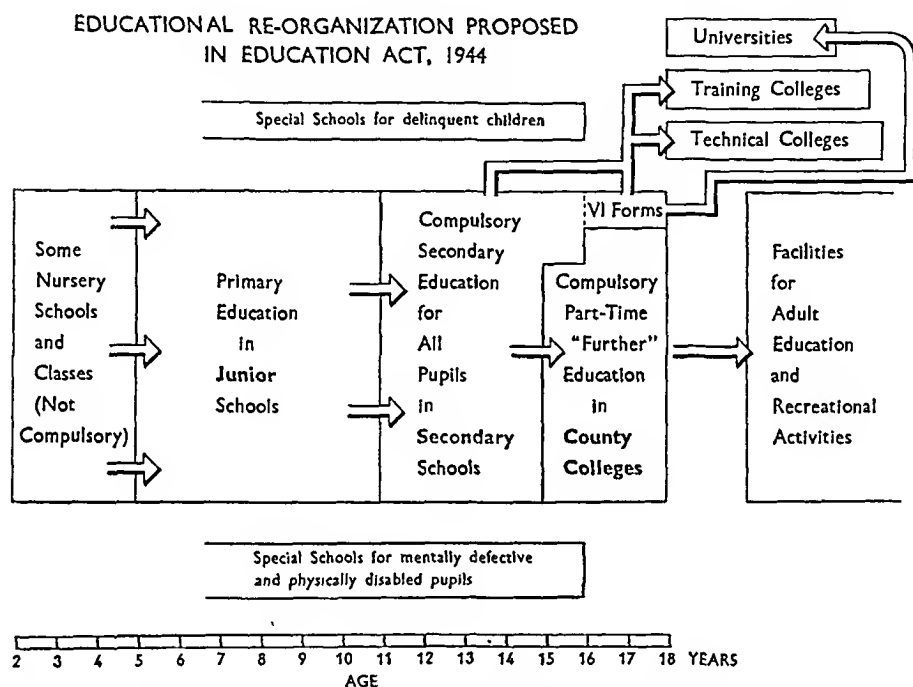 EDUCATIONAL RE-ORGANIZATION PROPOSED
IN EDUCATION ACT, 1944
Universities
Training Colleges
Technical Colleges
Special Schools for delinquent children
Some
Nursery
Schools
and
Classes
(Not
Compulsory)
Primary
Education
in
Junior
Schools
Compulsory
Secondary
Education
for
All
Pupils
in
Secondary
Schools
VI Forms
Compulsory
Part-Time
"Further"
Education
in
County
Colleges
Facilities
for
Adult
Education
and
Recreational
Activities
Special Schools for mentally defective
and physically disabled pupils
2 3 4 5 6 7 8 9 10 11 12 13 14 15 16 17 18 YEARS
AGE